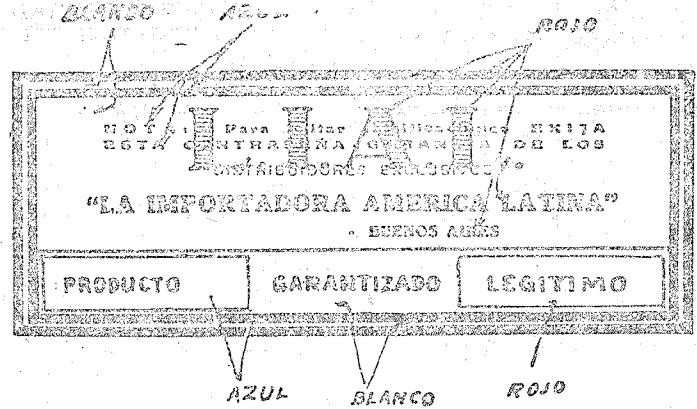 BLANCO AZUL ROJO
LIAL
NOTA: Para evitar EXIJA
ESTA CONTRASEÑA GARANTIA DE LOS
DISTRIBUIDORES EXCLUSIVOS
"LA IMPORTADORA AMERICA LATINA"
BUENOS AIRES
PRODUCTO GARANTIZADO LEGITIMO
AZUL BLANCO ROJO